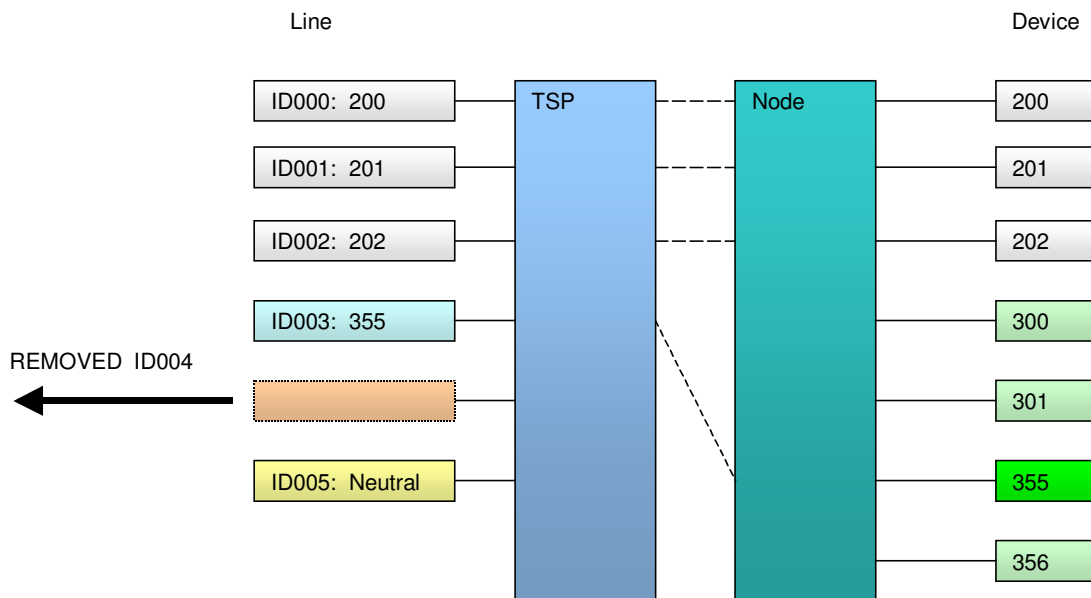 Line Device
ID000: 200 TSP Node 200
ID001: 201 201
ID002: 202 202
ID003: 355 300
REMOVED ID004
301
ID005: Neutral 355
356